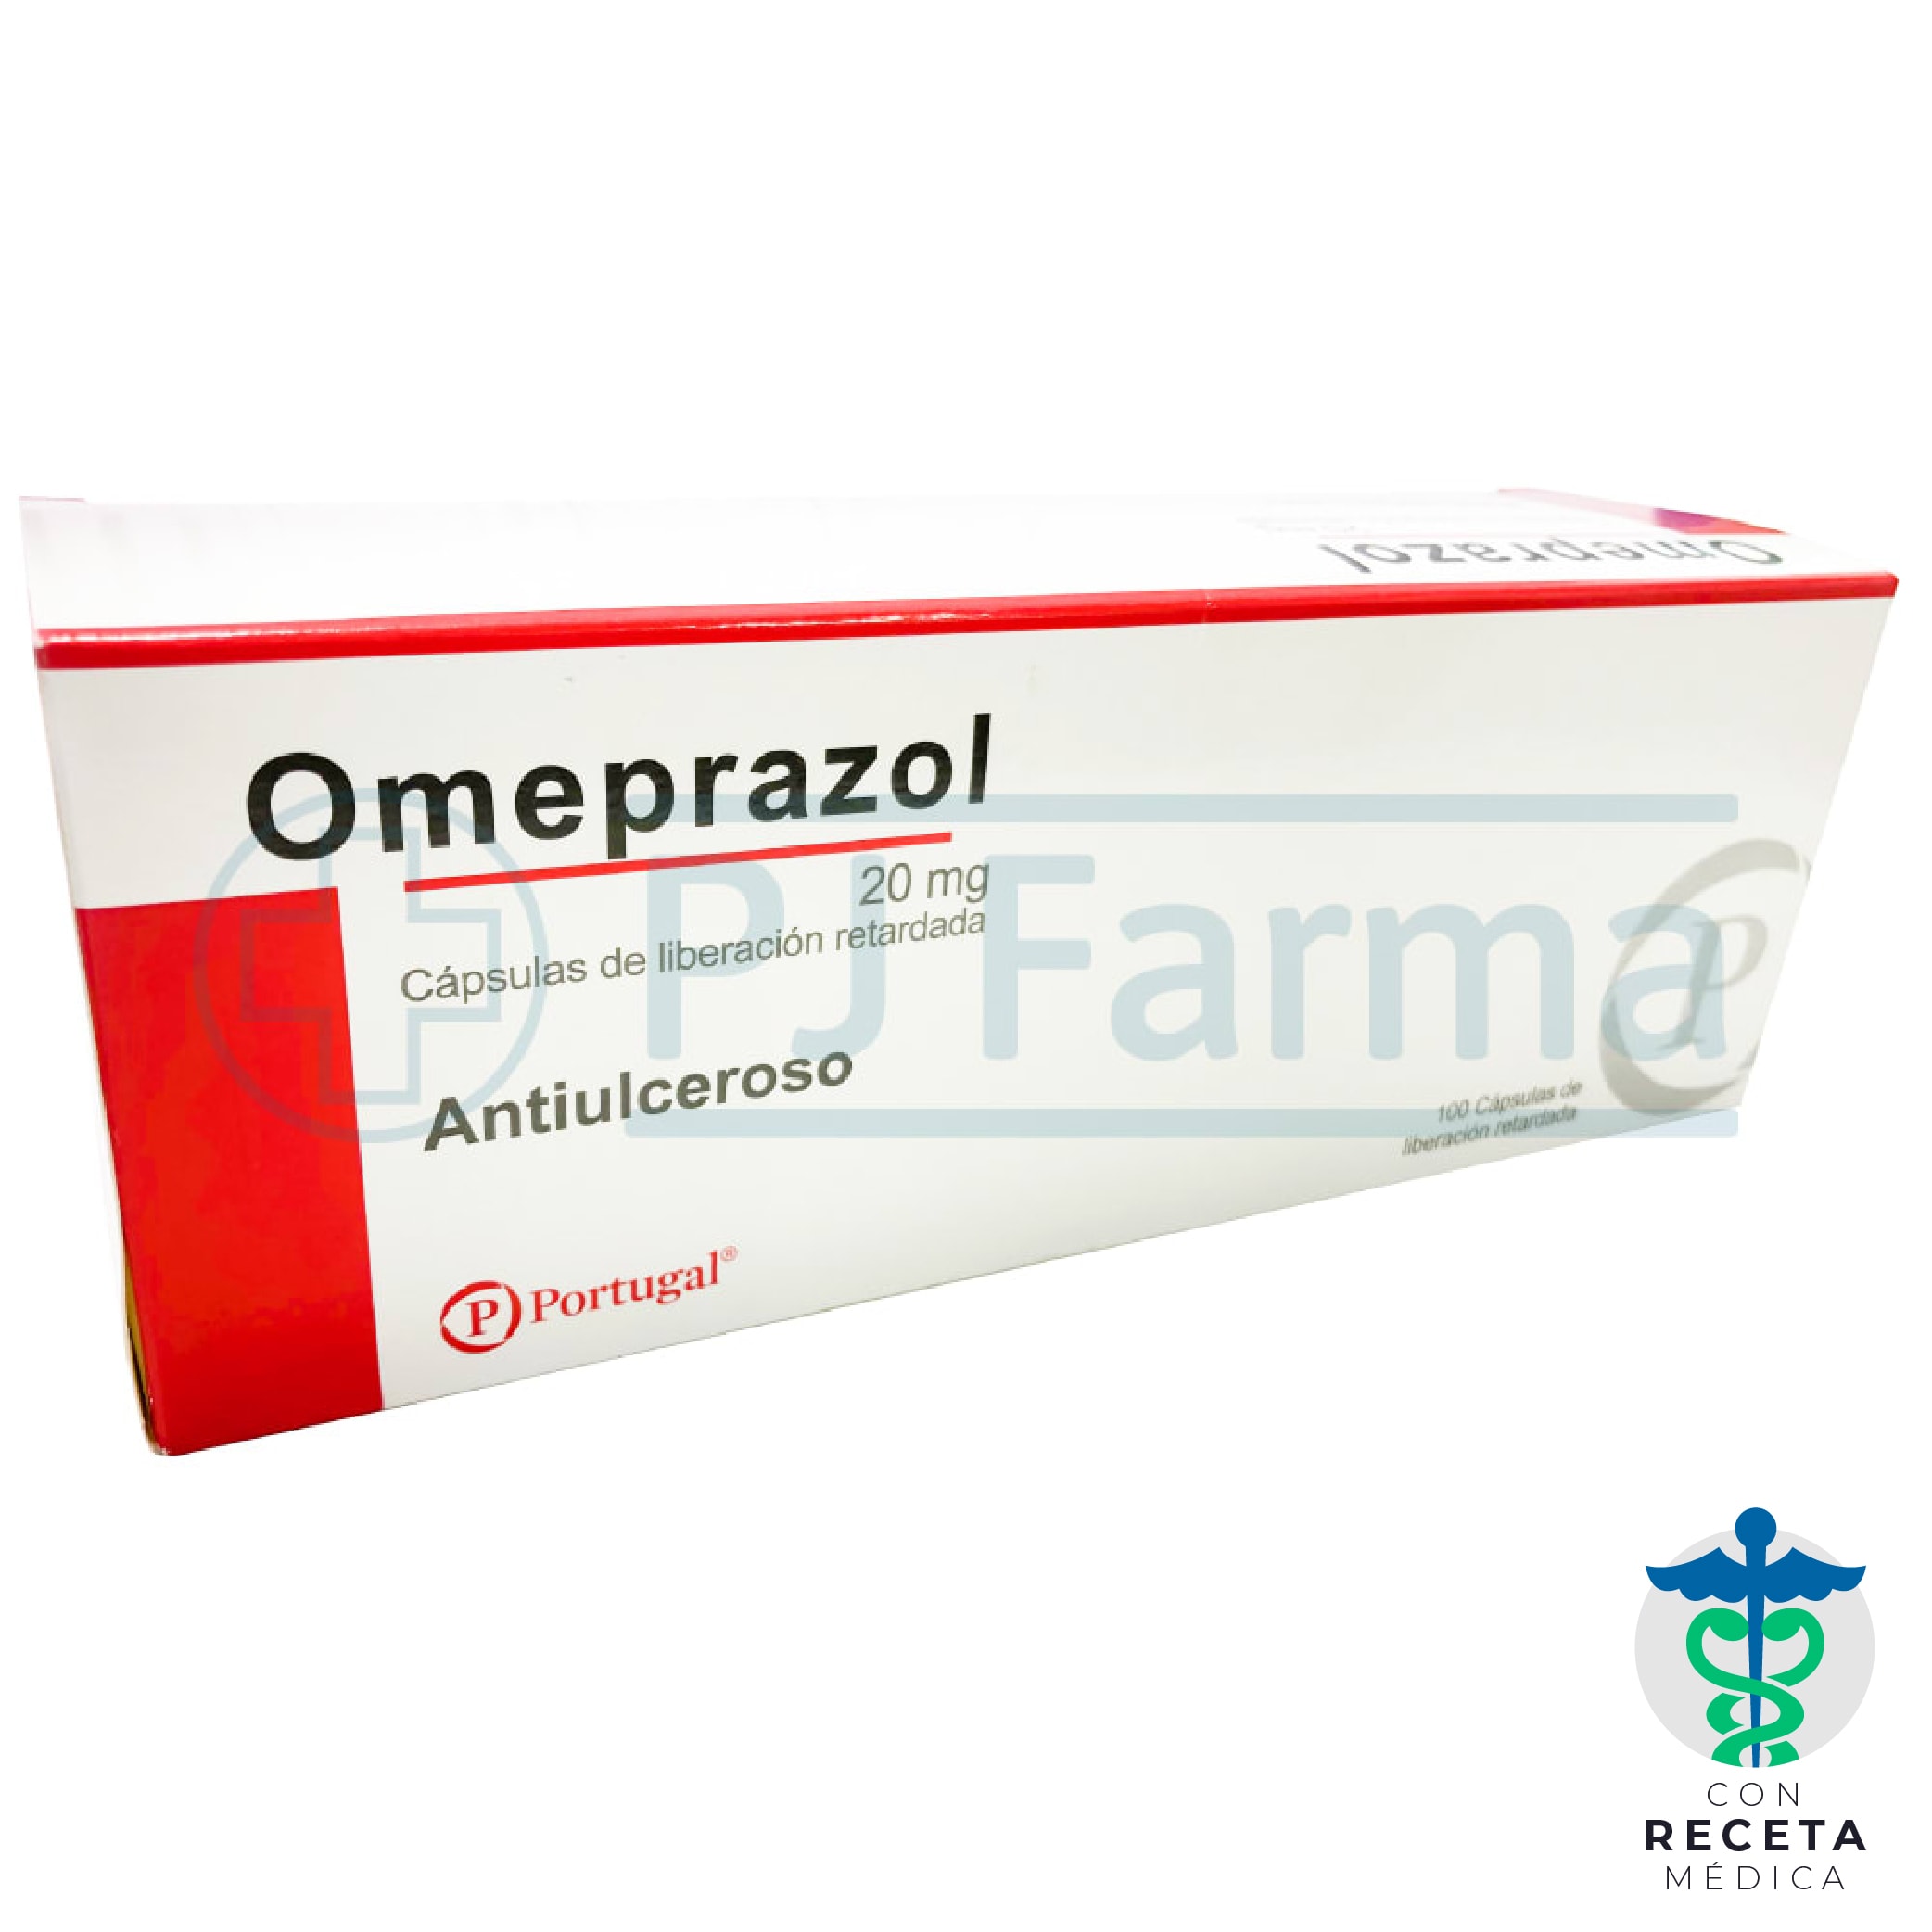 Omeprazol
Omeprazol
20 mg
Cápsulas de liberación retardada
PJ Farma
P
Antiulceroso
100 Cápsulas de
liberación retardada
P Portugal®
CON
RECETA
MÉDICA